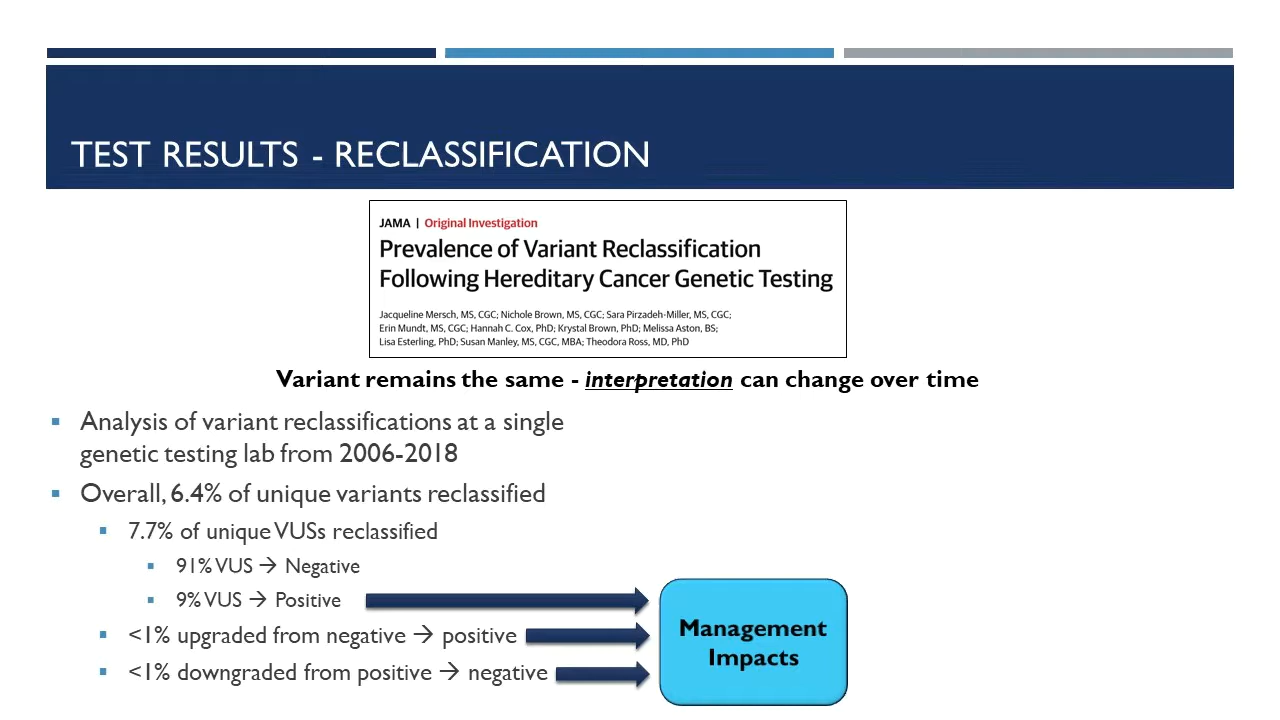 TEST RESULTS - RECLASSIFICATION
JAMA | Original Investigation
Prevalence of Variant Reclassification
Following Hereditary Cancer Genetic Testing
Jacqueline Mersch, MS, CGC; Nichole Brown, MS, CGC; Sara Pirzadeh-Miller, MS, CGC;
Erin Mundt, MS, CGC; Hannah C. Cox, PhD; Krystal Brown, PhD; Melissa Aston, BS;
Lisa Esterling, PhD; Susan Manley, MS, CGC, MBA; Theodora Ross, MD, PhD
Variant remains the same - interpretation can change over time
▪ Analysis of variant reclassifications at a single
genetic testing lab from 2006-2018
▪ Overall, 6.4% of unique variants reclassified
▪ 7.7% of unique VUSs reclassified
▪ 91% VUS → Negative
▪ 9% VUS → Positive
▪ <1% upgraded from negative → positive
▪ <1% downgraded from positive → negative
Management
Impacts